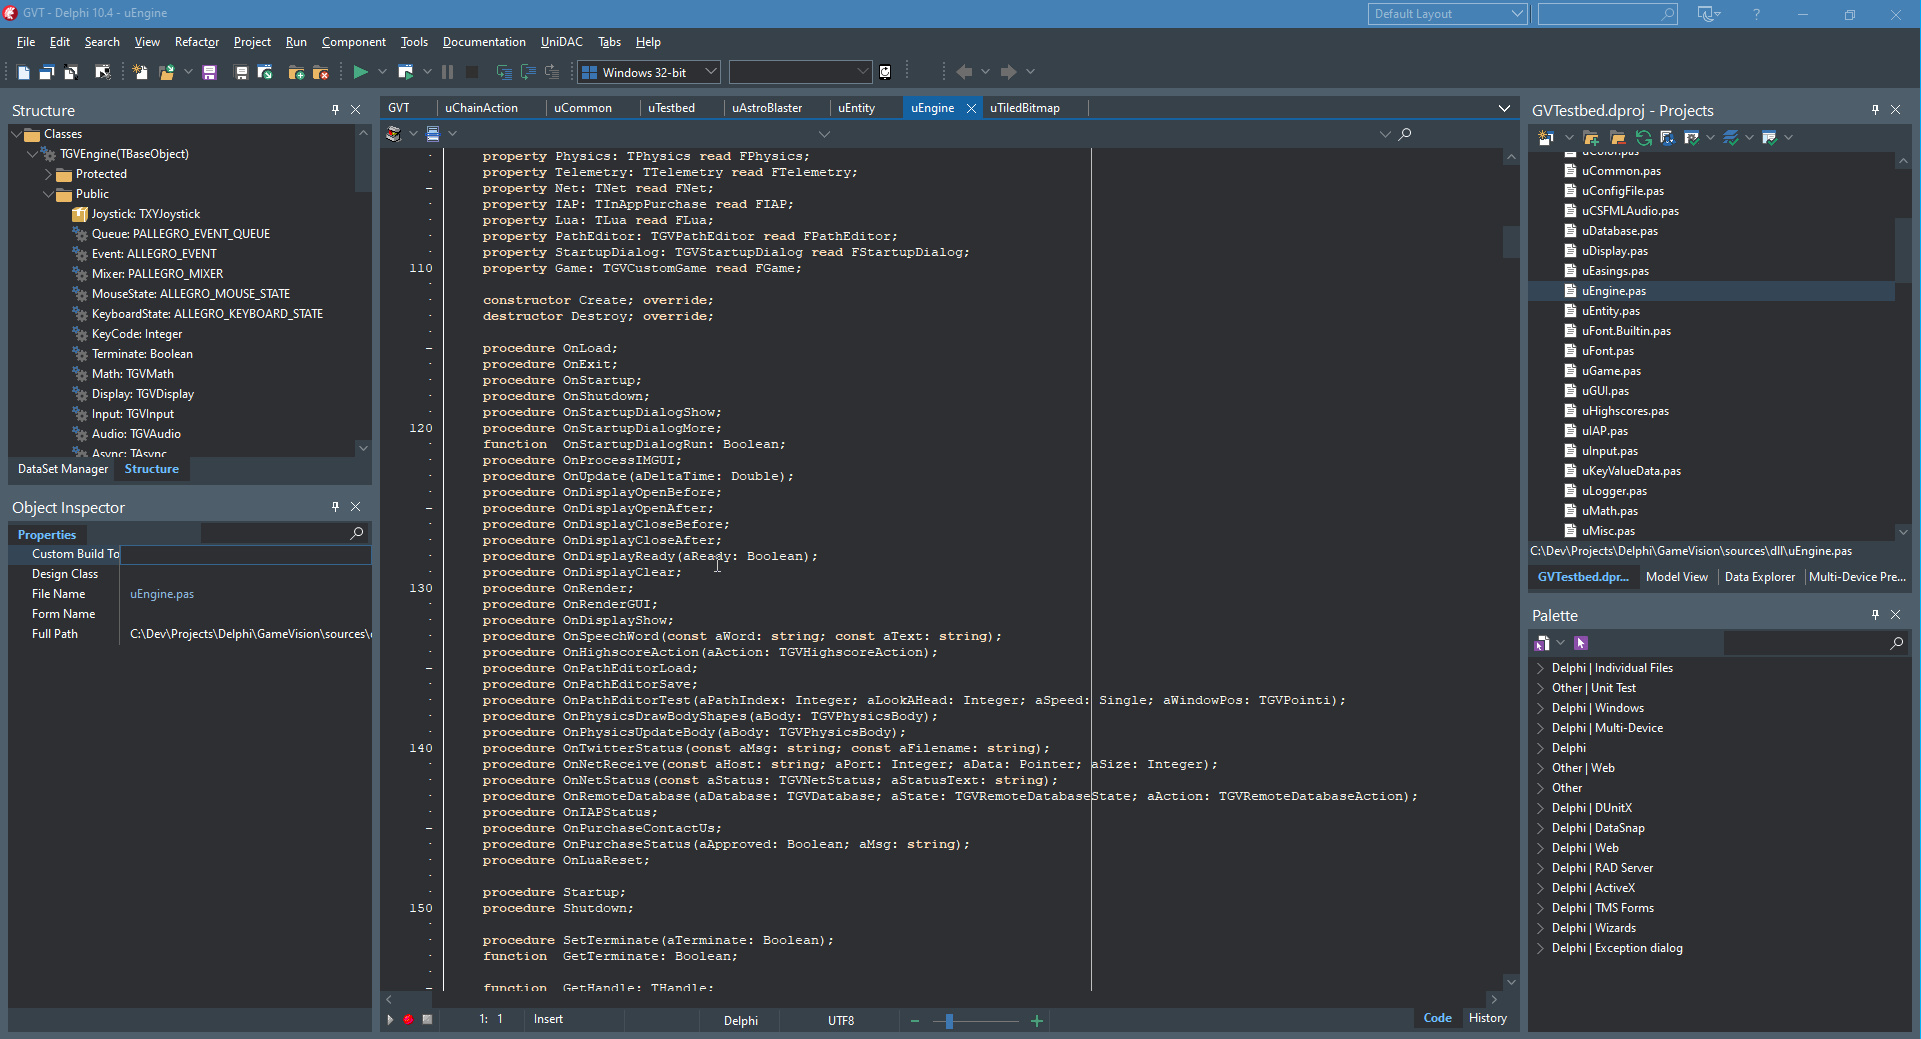 GVT - Delphi 10.4 - uEngine
Default Layout
File Edit Search View Refactor Project Run Component Tools Documentation UniDAC Tabs Help
Windows 32-bit
Structure
Classes
TGVEngine(TBaseObject)
Protected
Public
Joystick: TXYJoystick
Queue: PALLEGRO_EVENT_QUEUE
Event: ALLEGRO_EVENT
Mixer: PALLEGRO_MIXER
MouseState: ALLEGRO_MOUSE_STATE
KeyboardState: ALLEGRO_KEYBOARD_STATE
KeyCode: Integer
Terminate: Boolean
Math: TGVMath
Display: TGVDisplay
Input: TGVInput
Audio: TGVAudio
Async: TAsync
DataSet Manager Structure
Object Inspector
Properties
Custom Build To
Design Class
File Name uEngine.pas
Form Name
Full Path C:\Dev\Projects\Delphi\GameVision\sources\
GVT uChainAction uCommon uTestbed uAstroBlaster uEntity uEngine uTiledBitmap
property Physics: TPhysics read FPhysics;
property Telemetry: TTelemetry read FTelemetry;
property Net: TNet read FNet;
property IAP: TInAppPurchase read FIAP;
property Lua: TLua read FLua;
property PathEditor: TGVPathEditor read FPathEditor;
property StartupDialog: TGVStartupDialog read FStartupDialog;
110 property Game: TGVCustomGame read FGame;
constructor Create; override;
destructor Destroy; override;
procedure OnLoad;
procedure OnExit;
procedure OnStartup;
procedure OnShutdown;
procedure OnStartupDialogShow;
120 procedure OnStartupDialogMore;
function  OnStartupDialogRun: Boolean;
procedure OnProcessIMGUI;
procedure OnUpdate(aDeltaTime: Double);
procedure OnDisplayOpenBefore;
procedure OnDisplayOpenAfter;
procedure OnDisplayCloseBefore;
procedure OnDisplayCloseAfter;
procedure OnDisplayReady(aReady: Boolean);
procedure OnDisplayClear;
130 procedure OnRender;
procedure OnRenderGUI;
procedure OnDisplayShow;
procedure OnSpeechWord(const aWord: string; const aText: string);
procedure OnHighscoreAction(aAction: TGVHighscoreAction);
procedure OnPathEditorLoad;
procedure OnPathEditorSave;
procedure OnPathEditorTest(aPathIndex: Integer; aLookAHead: Integer; aSpeed: Single; aWindowPos: TGVPointi);
procedure OnPhysicsDrawBodyShapes(aBody: TGVPhysicsBody);
procedure OnPhysicsUpdateBody(aBody: TGVPhysicsBody);
140 procedure OnTwitterStatus(const aMsg: string; const aFilename: string);
procedure OnNetReceive(const aHost: string; aPort: Integer; aData: Pointer; aSize: Integer);
procedure OnNetStatus(const aStatus: TGVNetStatus; aStatusText: string);
procedure OnRemoteDatabase(aDatabase: TGVDatabase; aState: TGVRemoteDatabaseState; aAction: TGVRemoteDatabaseAction);
procedure OnIAPStatus;
procedure OnPurchaseContactUs;
procedure OnPurchaseStatus(aApproved: Boolean; aMsg: string);
procedure OnLuaReset;
procedure Startup;
150 procedure Shutdown;
procedure SetTerminate(aTerminate: Boolean);
function  GetTerminate: Boolean;
function  GetHandle: THandle;
1: 1 Insert Delphi UTF8 Code History
GVTestbed.dproj - Projects
uColor.pas
uCommon.pas
uConfigFile.pas
uCSFMLAudio.pas
uDatabase.pas
uDisplay.pas
uEasings.pas
uEngine.pas
uEntity.pas
uFont.Builtin.pas
uFont.pas
uGame.pas
uGUI.pas
uHighscores.pas
uIAP.pas
uInput.pas
uKeyValueData.pas
uLogger.pas
uMath.pas
uMisc.pas
C:\Dev\Projects\Delphi\GameVision\sources\dll\uEngine.pas
GVTestbed.dpr... Model View Data Explorer Multi-Device Pre...
Palette
Delphi | Individual Files
Other | Unit Test
Delphi | Windows
Delphi | Multi-Device
Delphi
Other | Web
Other
Delphi | DUnitX
Delphi | DataSnap
Delphi | Web
Delphi | RAD Server
Delphi | ActiveX
Delphi | TMS Forms
Delphi | Wizards
Delphi | Exception dialog